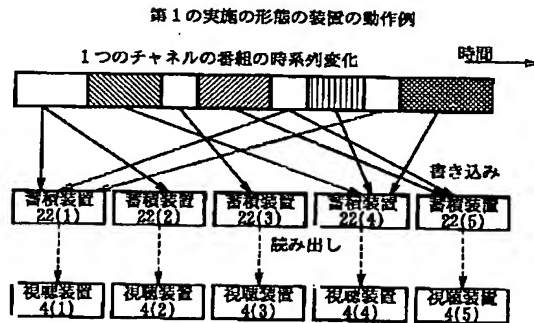 第1の実施の形態の装置の動作例
1つのチャネルの番組の時系列変化
時間
書き込み
蓄積装置 蓄積装置 蓄積装置 蓄積装置 蓄積装置
22(1) 22(2) 22(3) 22(4) 22(5)
読み出し
視聴装置 視聴装置 視聴装置 視聴装置 視聴装置
4(1) 4(2) 4(3) 4(4) 4(5)